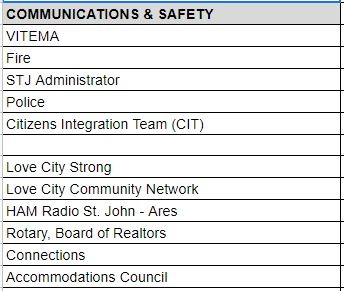 COMMUNICATIONS & SAFETY
VITEMA
Fire
STJ Administrator
Police
Citizens Integration Team (CIT)
Love City Strong
Love City Community Network
HAM Radio St. John - Ares
Rotary, Board of Realtors
Connections
Accommodations Council